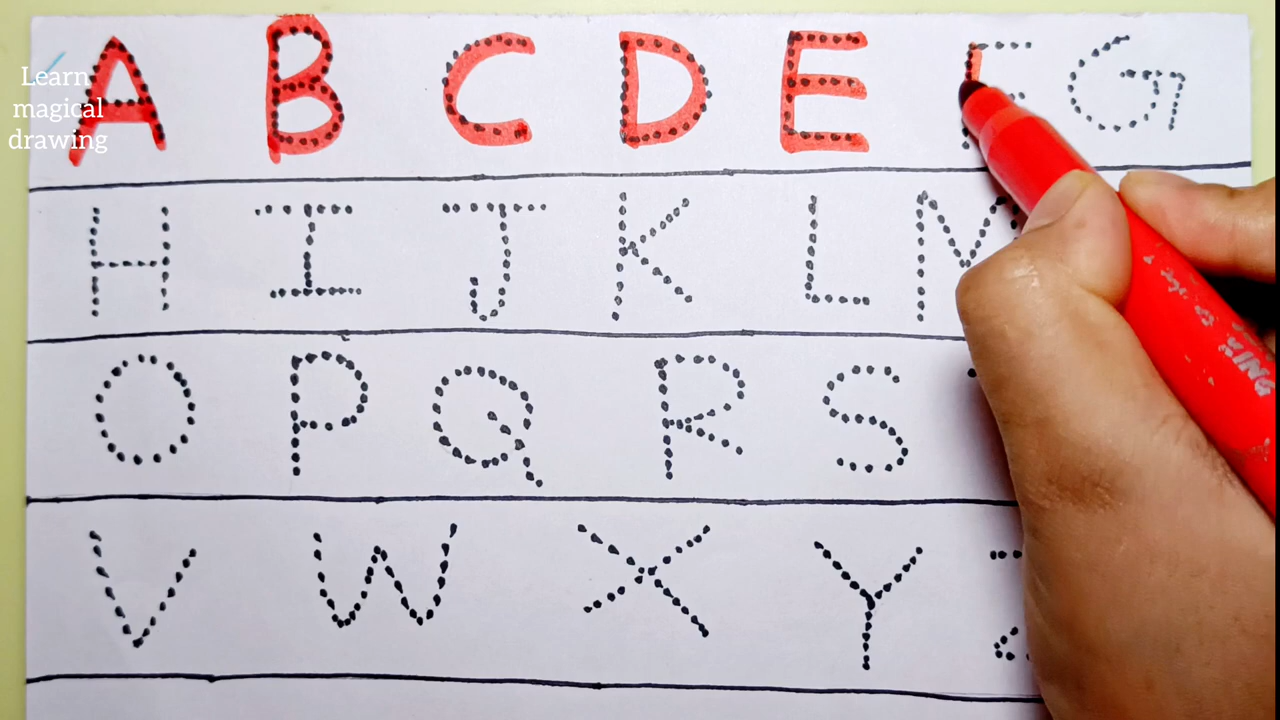 Learn
magical
drawing
A B C D E F G
H I J K L M
O P Q R S
V W X Y